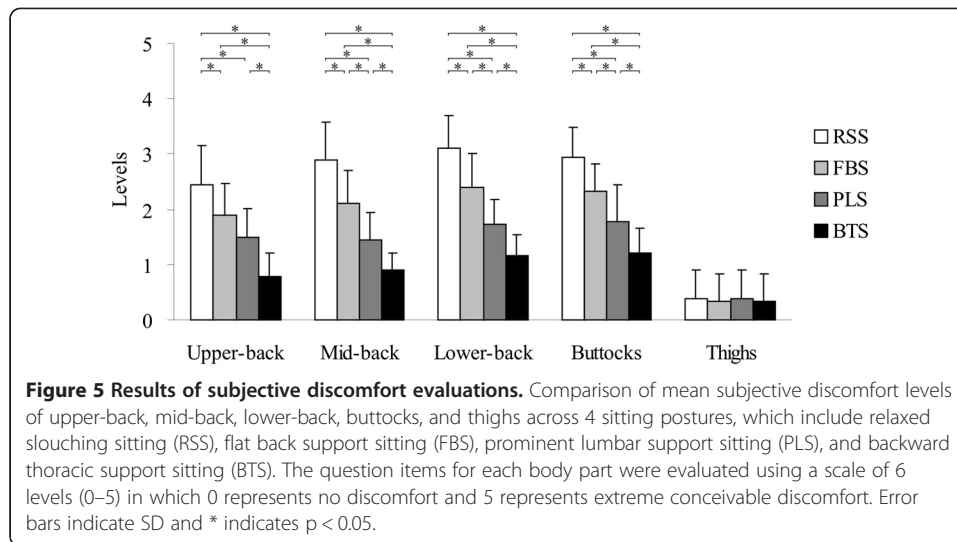 * * * *
* * * *
* * * *
* * * * * * * * * * *
5
4
3
2
1
0
Levels
RSS
FBS
PLS
BTS
Upper-back Mid-back Lower-back Buttocks Thighs
Figure 5 Results of subjective discomfort evaluations. Comparison of mean subjective discomfort levels
of upper-back, mid-back, lower-back, buttocks, and thighs across 4 sitting postures, which include relaxed
slouching sitting (RSS), flat back support sitting (FBS), prominent lumbar support sitting (PLS), and backward
thoracic support sitting (BTS). The question items for each body part were evaluated using a scale of 6
levels (0–5) in which 0 represents no discomfort and 5 represents extreme conceivable discomfort. Error
bars indicate SD and * indicates p < 0.05.